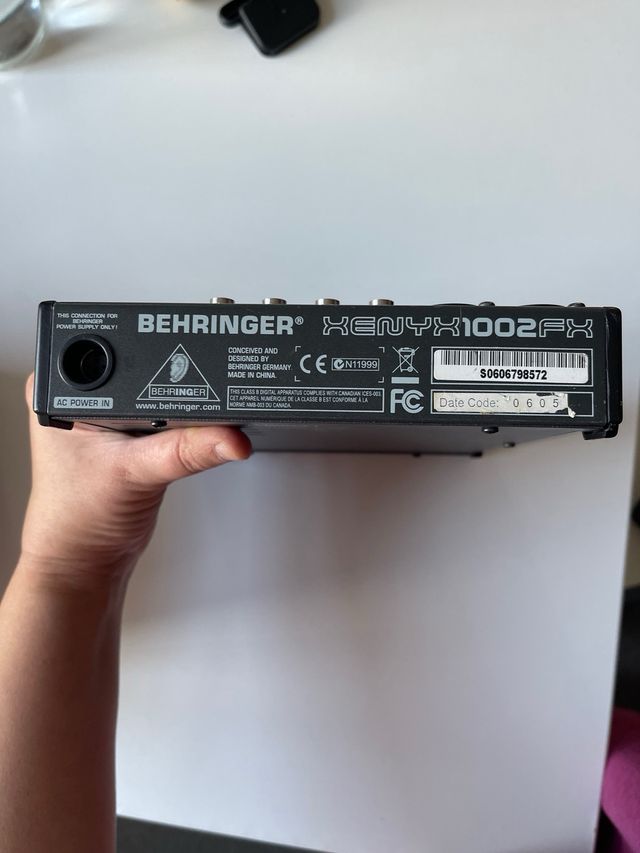 THIS CONNECTION FOR
BEHRINGER
POWER SUPPLY ONLY!
AC POWER IN
BEHRINGER® XENYX1002FX
BEHRINGER
www.behringer.com
CONCEIVED AND
DESIGNED BY
BEHRINGER GERMANY.
MADE IN CHINA.
CE N11999
THIS CLASS B DIGITAL APPARATUS COMPLIES WITH CANADIAN ICES-003.
CET APPAREIL NUMÉRIQUE DE LA CLASSE B EST CONFORME À LA
NORME NMB-003 DU CANADA.
FC
S0606798572
Date Code: 0605